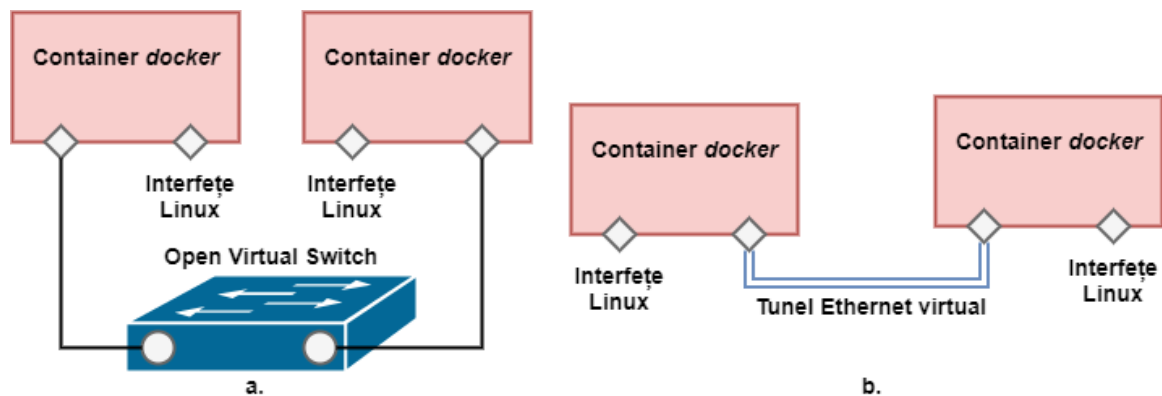 Container docker
Container docker
Interfețe
Linux
Interfețe
Linux
Open Virtual Switch
a.
Container docker
Container docker
Interfețe
Linux
Interfețe
Linux
Tunel Ethernet virtual
b.